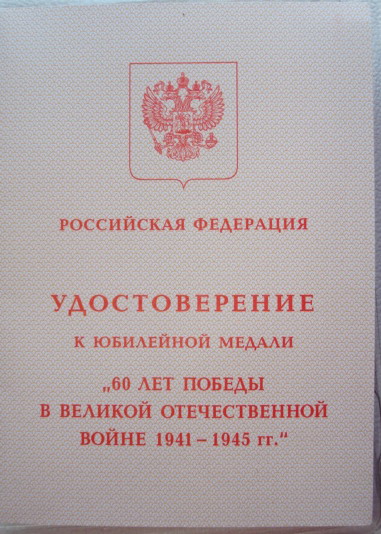 РОССИЙСКАЯ ФЕДЕРАЦИЯ
УДОСТОВЕРЕНИЕ
К ЮБИЛЕЙНОЙ МЕДАЛИ
„60 ЛЕТ ПОБЕДЫ
В ВЕЛИКОЙ ОТЕЧЕСТВЕННОЙ
ВОЙНЕ 1941 – 1945 гг.“